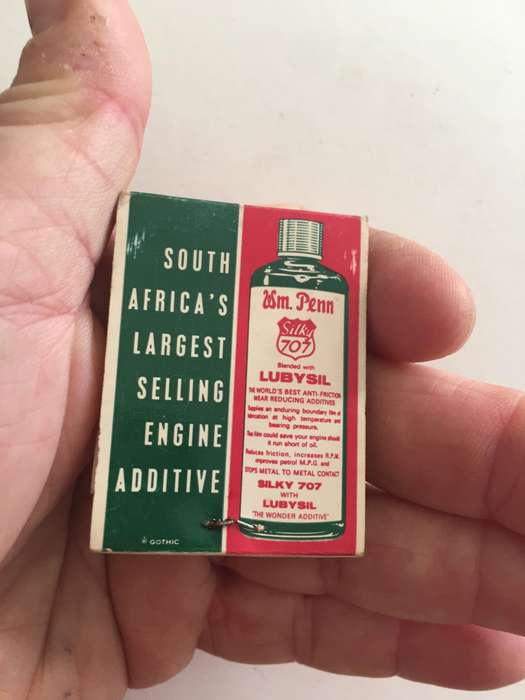 SOUTH
AFRICA'S
LARGEST
SELLING
ENGINE
ADDITIVE
GOTHIC
Wm. Penn
Silky
707
Blended with
LUBYSIL
THE WORLD'S BEST ANTI-FRICTION
WEAR REDUCING ADDITIVES
Supplies an enduring boundary film of
lubrication at high temperature and
bearing pressure.
The film could save your engine should
it run short of oil.
Reduces friction, increases R.P.M.
improves petrol M.P.G. and
STOPS METAL TO METAL CONTACT
SILKY 707
WITH
LUBYSIL
"THE WONDER ADDITIVE"